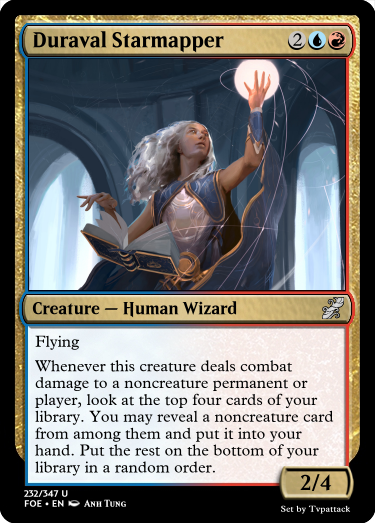 Duraval Starmapper 2
Creature — Human Wizard
Flying
Whenever this creature deals combat
damage to a noncreature permanent or
player, look at the top four cards of your
library. You may reveal a noncreature card
from among them and put it into your
hand. Put the rest on the bottom of your
library in a random order.
2/4
232/347 U
FOE • EN Anh Tung
Set by Tvpattack